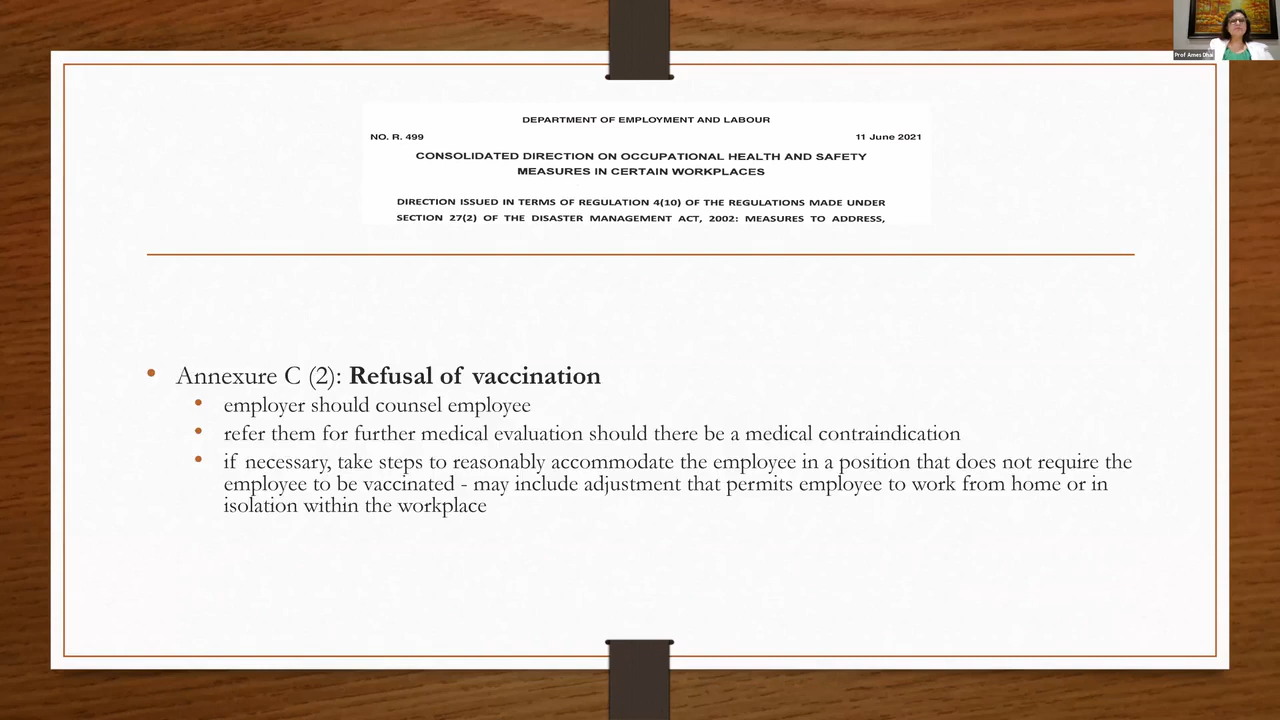 Prof Ames Dhai
DEPARTMENT OF EMPLOYMENT AND LABOUR
NO. R. 499 11 June 2021
CONSOLIDATED DIRECTION ON OCCUPATIONAL HEALTH AND SAFETY
MEASURES IN CERTAIN WORKPLACES
DIRECTION ISSUED IN TERMS OF REGULATION 4(10) OF THE REGULATIONS MADE UNDER
SECTION 27(2) OF THE DISASTER MANAGEMENT ACT, 2002: MEASURES TO ADDRESS,
• Annexure C (2): Refusal of vaccination
• employer should counsel employee
• refer them for further medical evaluation should there be a medical contraindication
• if necessary, take steps to reasonably accommodate the employee in a position that does not require the
employee to be vaccinated - may include adjustment that permits employee to work from home or in
isolation within the workplace